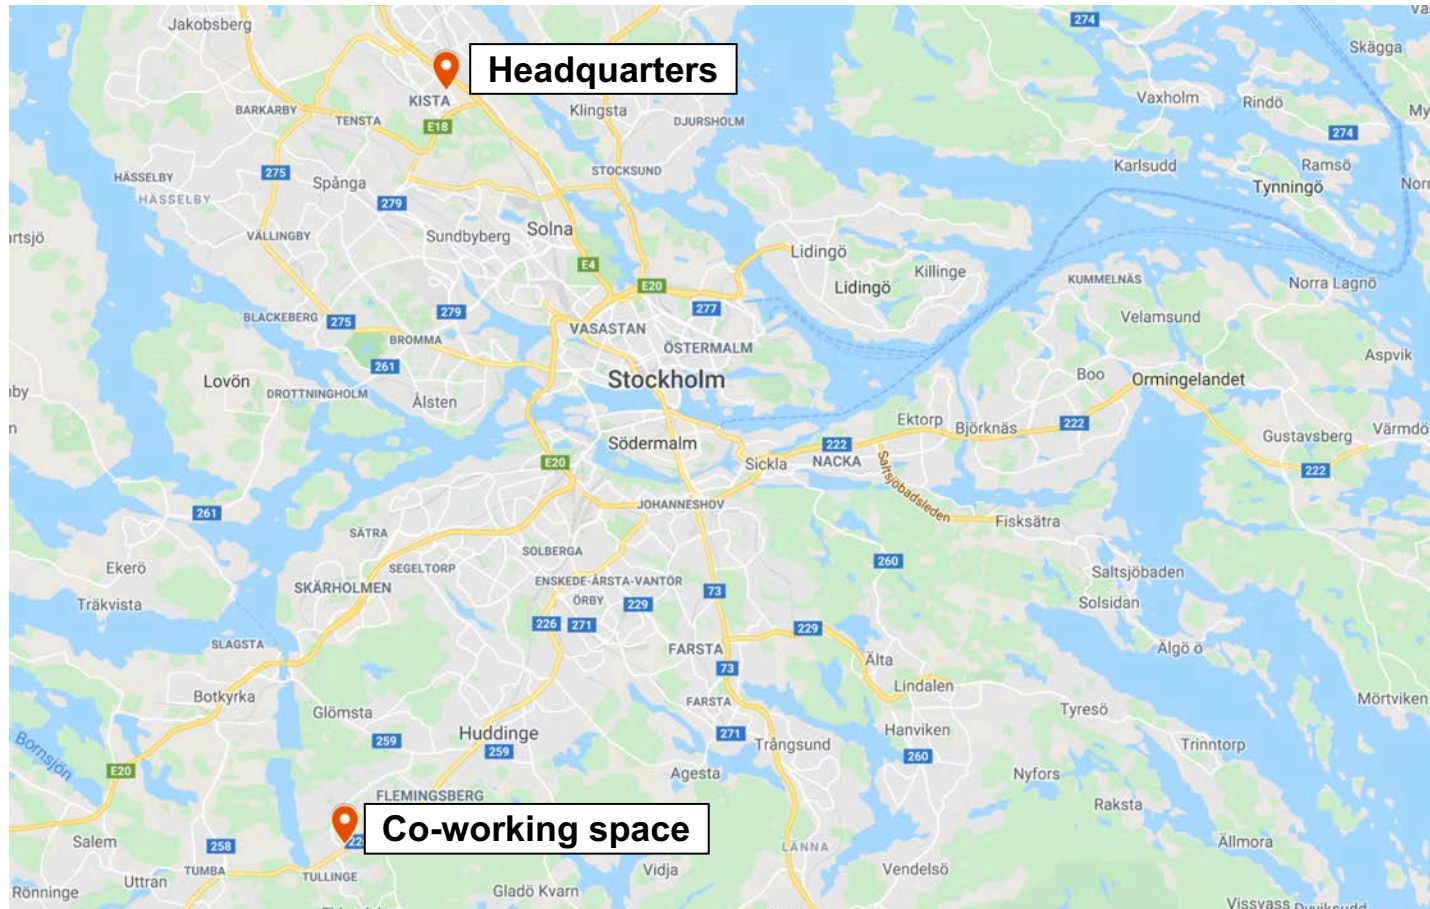 Jakobsberg
274
Skägga
Headquarters
KISTA
BARKARBY
TENSTA
E18
Klingsta
DJURSHOLM
Vaxholm
Rindö
274
STOCKSUND
Karlsudd
Ramsö
Tynningö
HÄSSELBY
275
Spånga
HÄSSELBY
279
VÄLLINGBY
Sundbyberg
Solna
Lidingö
Killinge
KUMMELNÄS
Norra Lagnö
E4
E20
Lidingö
277
BLACKEBERG
275
279
BROMMA
VASASTAN
ÖSTERMALM
Velamsund
Aspvik
261
Lovön
DROTTNINGHOLM
Ålsten
Stockholm
Boo
Ormingelandet
Södermalm
Ektorp
Björknäs
222
Värmdö
Gustavsberg
222
E20
Sickla
NACKA
222
Saltsjöbadsleden
Fisksätra
261
JOHANNESHOV
SÄTRA
SOLBERGA
SEGELTORP
Ekerö
SKÄRHOLMEN
ENSKEDE-ÅRSTA-VANTÖR
260
Saltsjöbaden
Träkvista
ÖRBY
229
73
Solsidan
226
271
229
SLAGSTA
FARSTA
Älgö ö
73
Älta
Botkyrka
FARSTA
Lindalen
Mörtviken
Glömsta
Tyresö
Bornsjön
259
Huddinge
259
271
Trångsund
Hanviken
260
Trinntorp
E20
Agesta
Nyfors
FLEMINGSBERG
Raksta
Co-working space
Salem
258
LÄNNA
Ällmora
TUMBA
TULLINGE
Vidja
Vendelsö
Rönninge
Uttran
Gladö Kvarn
Vissvass